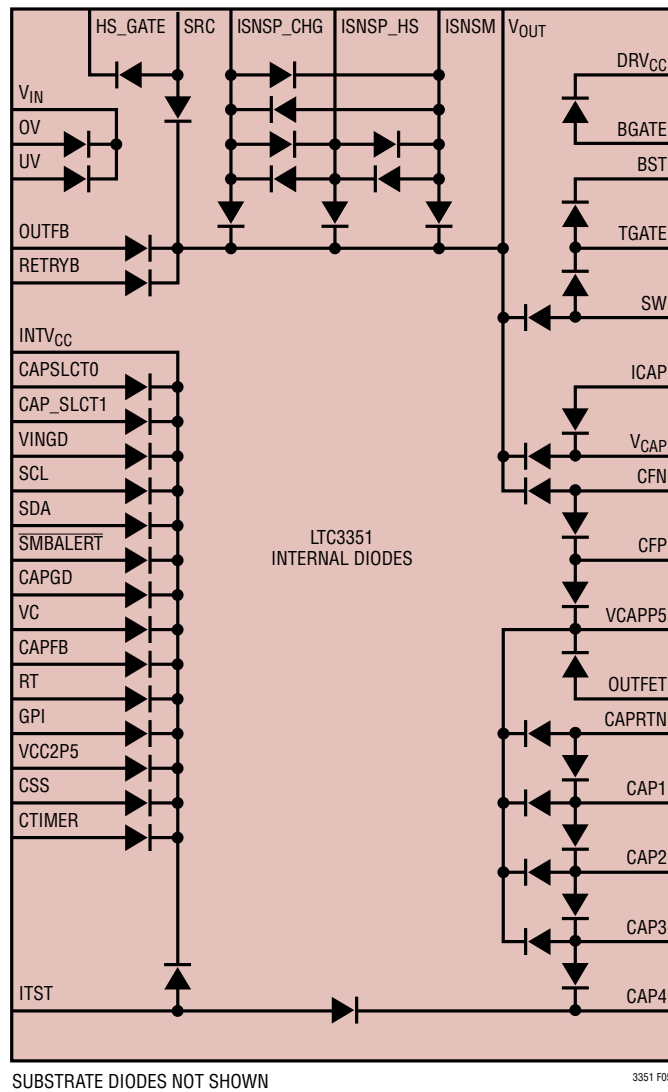 HS_GATE SRC ISNSP_CHG ISNSP_HS ISNSM VOUT
VIN
OV
UV
OUTFB
RETRYB
INTVCC
CAPSLCT0
CAP_SLCT1
VINGD
SCL
SDA
SMBALERT
CAPGD
VC
CAPFB
RT
GPI
VCC2P5
CSS
CTIMER
ITST
LTC3351
INTERNAL DIODES
DRVCC
BGATE
BST
TGATE
SW
ICAP
VCAP
CFN
CFP
VCAPP5
OUTFET
CAPRTN
CAP1
CAP2
CAP3
CAP4
SUBSTRATE DIODES NOT SHOWN